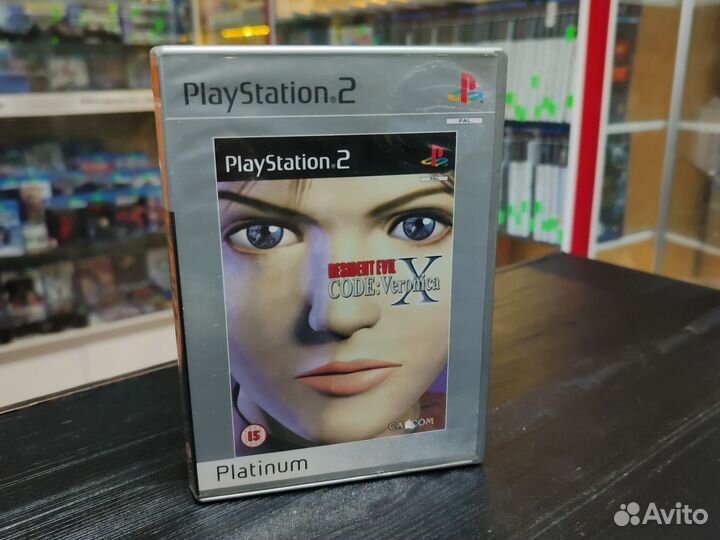 PlayStation®2
PAL
PlayStation®2
PAL
RESIDENT EVIL
CODE: Veronica X
15
CAPCOM
Platinum
Avito